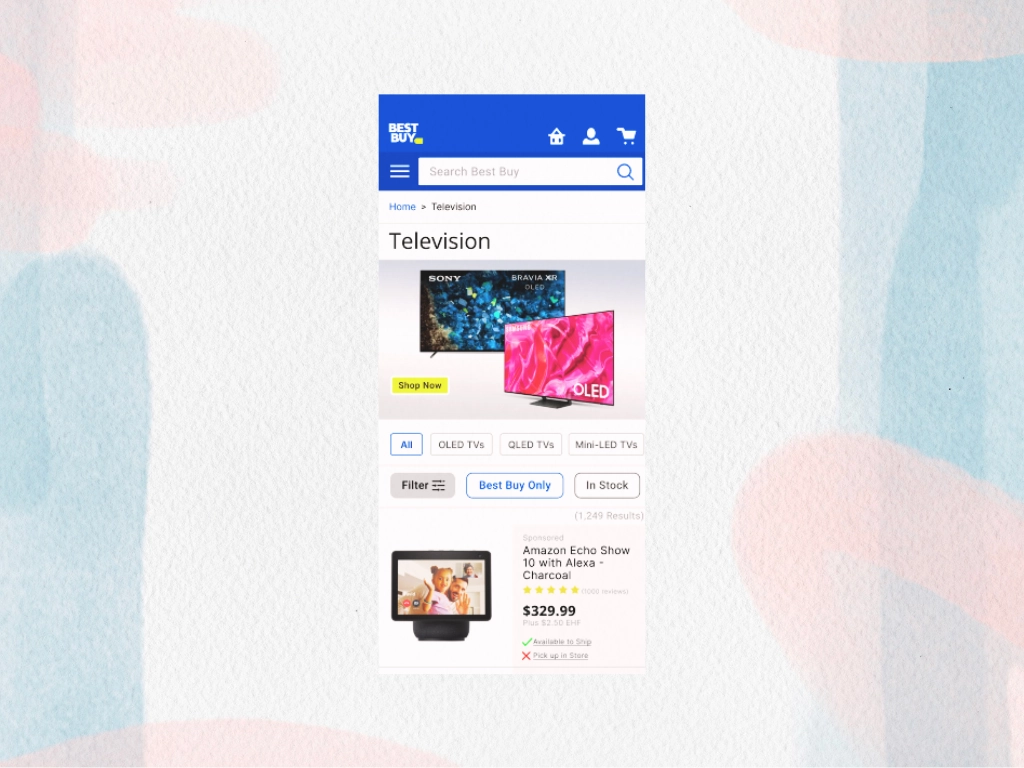 BEST
BUY
Search Best Buy
Home > Television
Television
SONY
BRAVIA XR
OLED
SAMSUNG
OLED
Shop Now
All
OLED TVs
QLED TVs
Mini-LED TVs
Filter
Best Buy Only
In Stock
(1,249 Results)
Sponsored
Amazon Echo Show
10 with Alexa -
Charcoal
(1000 reviews)
$329.99
Plus $2.50 EHF
Available to Ship
Pick up in Store